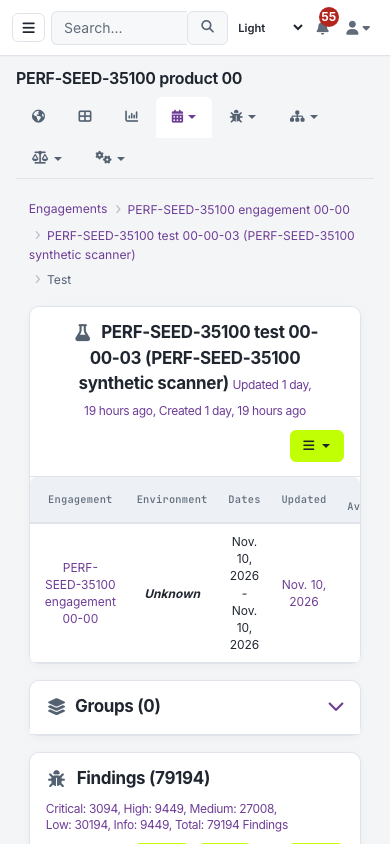 Search...
Light
55
PERF-SEED-35100 product 00
Engagements
PERF-SEED-35100 engagement 00-00
PERF-SEED-35100 test 00-00-03 (PERF-SEED-35100
synthetic scanner)
Test
PERF-SEED-35100 test 00-
00-03 (PERF-SEED-35100
synthetic scanner) Updated 1 day,
19 hours ago, Created 1 day, 19 hours ago
Engagement Environment Dates Updated Av
PERF-
SEED-35100
engagement
00-00
Unknown
Nov.
10,
2026
-
Nov.
10,
2026
Nov. 10,
2026
Groups (0)
Findings (79194)
Critical: 3094, High: 9449, Medium: 27008,
Low: 30194, Info: 9449, Total: 79194 Findings